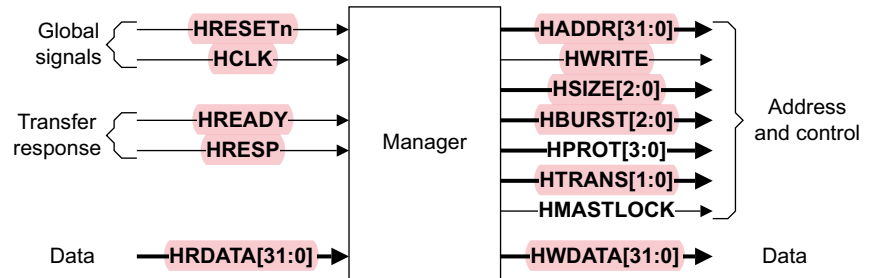 Global
signals
HRESETn
HCLK
Transfer
response
HREADY
HRESP
Data
HRDATA[31:0]
Manager
HADDR[31:0]
HWRITE
HSIZE[2:0]
HBURST[2:0]
HPROT[3:0]
HTRANS[1:0]
HMASTLOCK
Address
and control
HWDATA[31:0]
Data